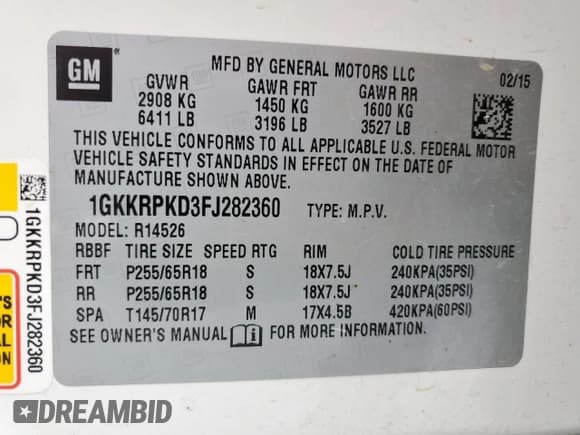 GM
MFD BY GENERAL MOTORS LLC 02/15
GVWR GAWR FRT GAWR RR
2908 KG 1450 KG 1600 KG
6411 LB 3196 LB 3527 LB
THIS VEHICLE CONFORMS TO ALL APPLICABLE U.S. FEDERAL MOTOR
VEHICLE SAFETY STANDARDS IN EFFECT ON THE DATE OF
MANUFACTURE SHOWN ABOVE.
1GKKRPKD3FJ282360 TYPE: M.P.V.
MODEL: R14526
RBBF TIRE SIZE SPEED RTG RIM COLD TIRE PRESSURE
FRT P255/65R18 S 18X7.5J 240KPA(35PSI)
RR P255/65R18 S 18X7.5J 240KPA(35PSI)
SPA T145/70R17 M 17X4.5B 420KPA(60PSI)
SEE OWNER'S MANUAL FOR MORE INFORMATION.
1GKKRPKD3FJ282360
DREAMBID